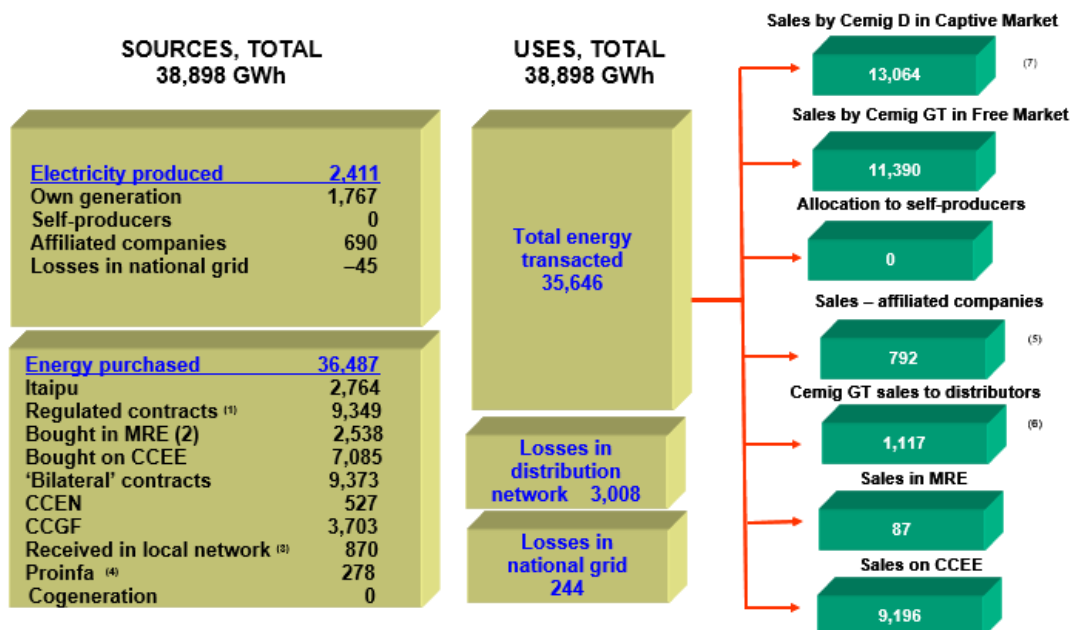 SOURCES, TOTAL
38,898 GWh
Electricity produced 2,411
Own generation 1,767
Self-producers 0
Affiliated companies 690
Losses in national grid –45
Energy purchased 36,487
Itaipu 2,764
Regulated contracts (1) 9,349
Bought in MRE (2) 2,538
Bought on CCEE 7,085
‘Bilateral’ contracts 9,373
CCEN 527
CCGF 3,703
Received in local network (3) 870
Proinfa (4) 278
Cogeneration 0
USES, TOTAL
38,898 GWh
Total energy
transacted
35,646
Losses in
distribution
network 3,008
Losses in
national grid
244
Sales by Cemig D in Captive Market
13,064 (7)
Sales by Cemig GT in Free Market
11,390
Allocation to self-producers
0
Sales – affiliated companies
792 (5)
Cemig GT sales to distributors
1,117 (6)
Sales in MRE
87
Sales on CCEE
9,196